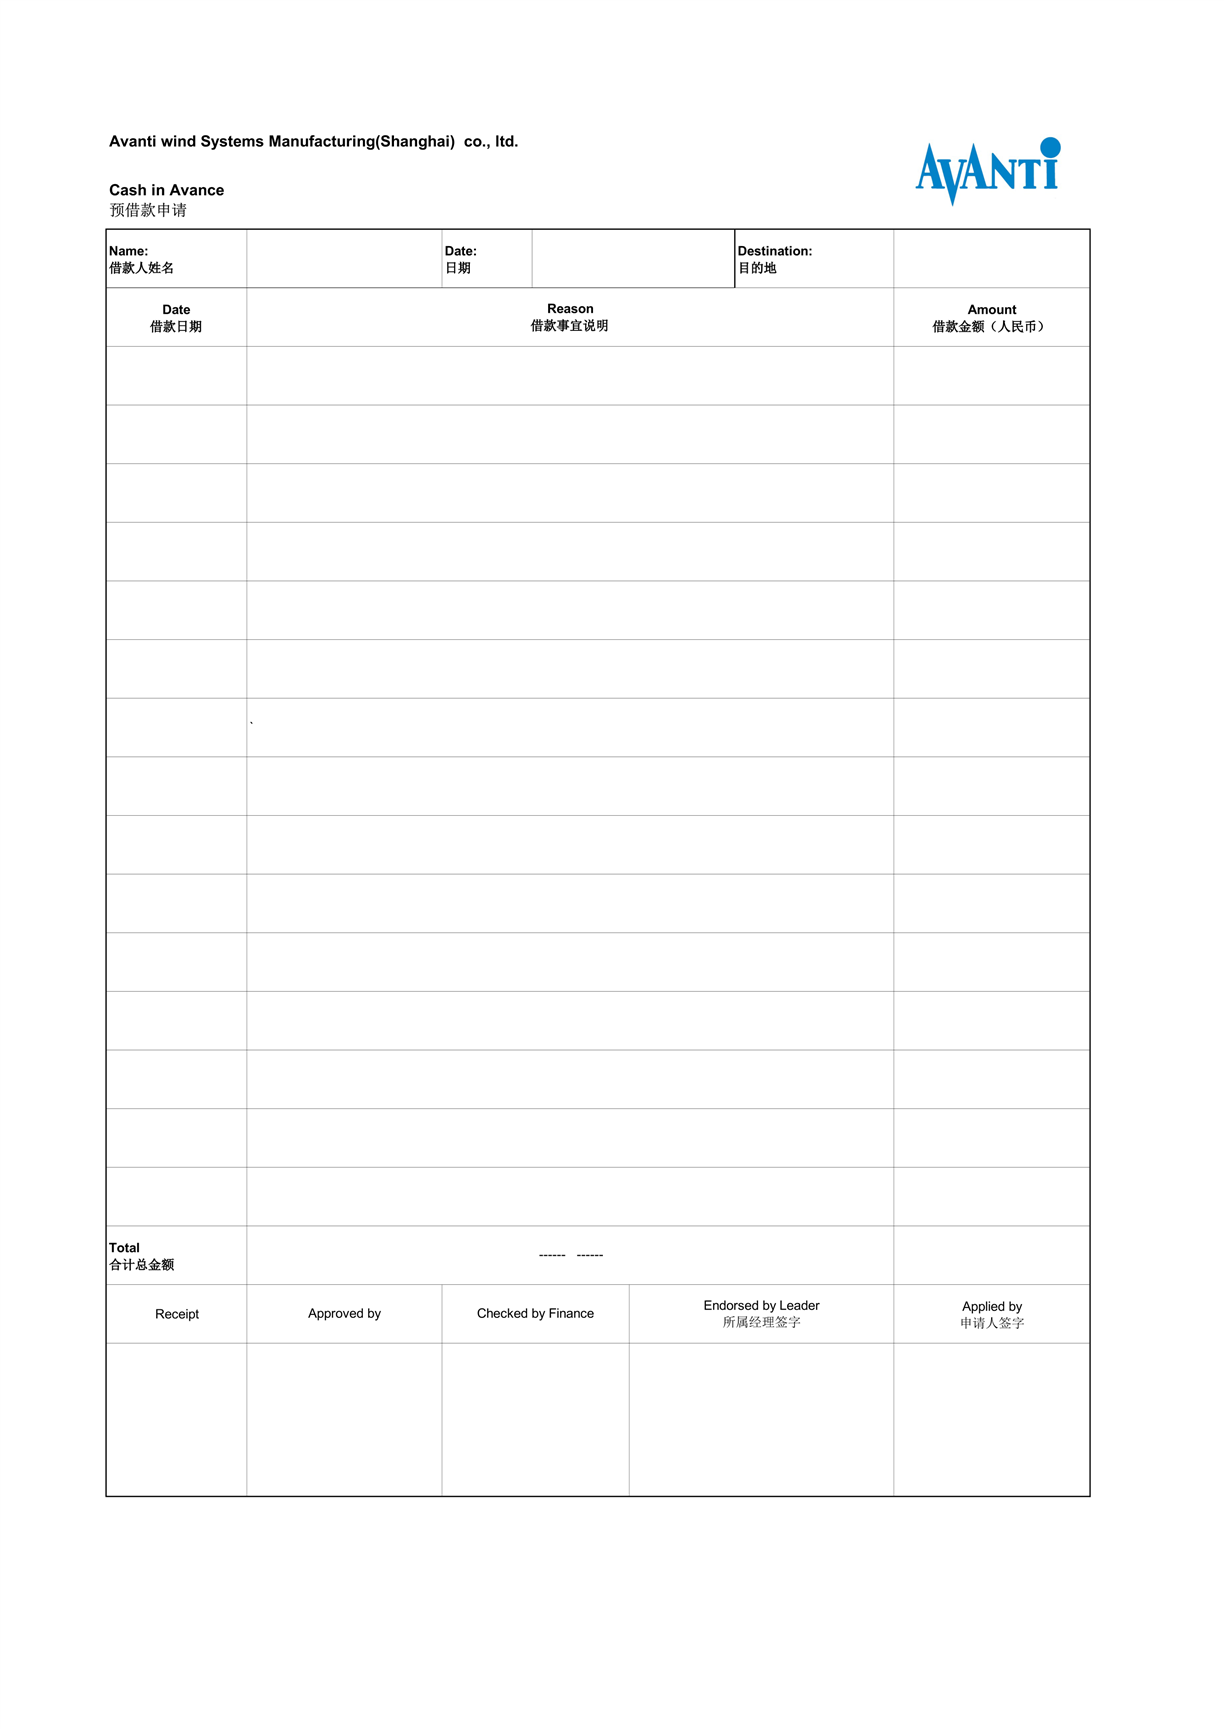 Avanti wind Systems Manufacturing(Shanghai) co., ltd.
AVANTi
Cash in Avance
预借款申请
Name:
借款人姓名
Date:
日期
Destination:
目的地
Date
借款日期
Reason
借款事宜说明
Amount
借款金额（人民币）
`
Total
合计总金额
------ ------
Receipt
Approved by
Checked by Finance
Endorsed by Leader
所属经理签字
Applied by
申请人签字